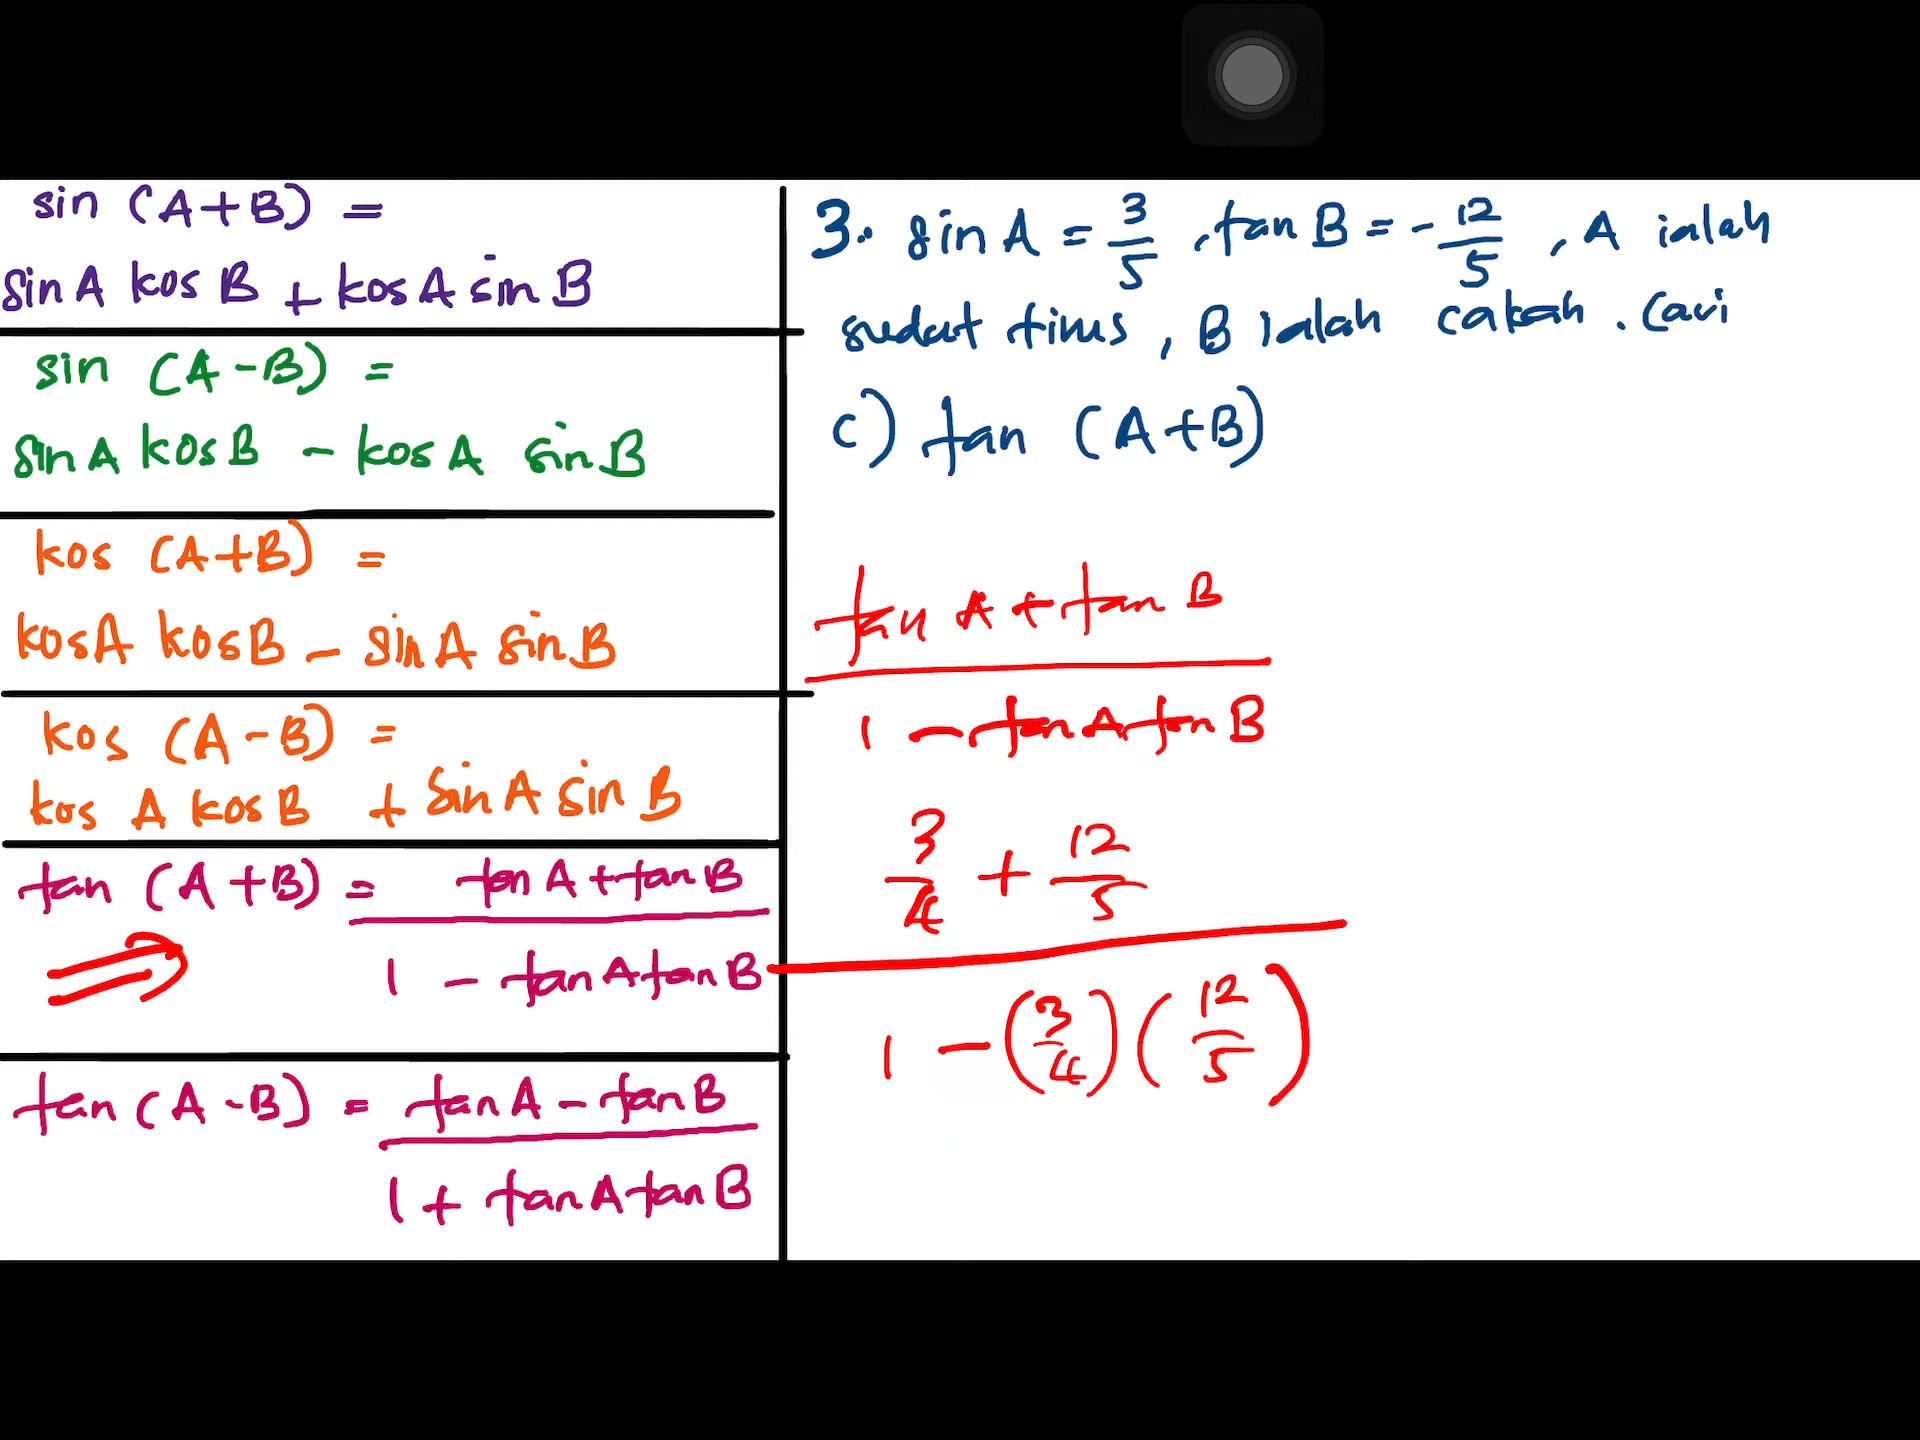 sin (A+B) =
sin A kos B + kos A sin B
sin (A-B) =
sin A kos B - kos A sin B
kos (A+B) =
kos A kos B - sin A sin B
kos (A-B) =
kos A kos B + sin A sin B
tan (A+B) = tan A + tan B
1 - tan A tan B
tan (A-B) = tan A - tan B
1 + tan A tan B
3. sin A = 3/5, tan B = -12/5, A ialah
sudut tirus, B ialah cakah. Cari
c) tan (A+B)
tan A + tan B
1 - tan A tan B
3/4 + 12/5
1 - (3/4)(12/5)